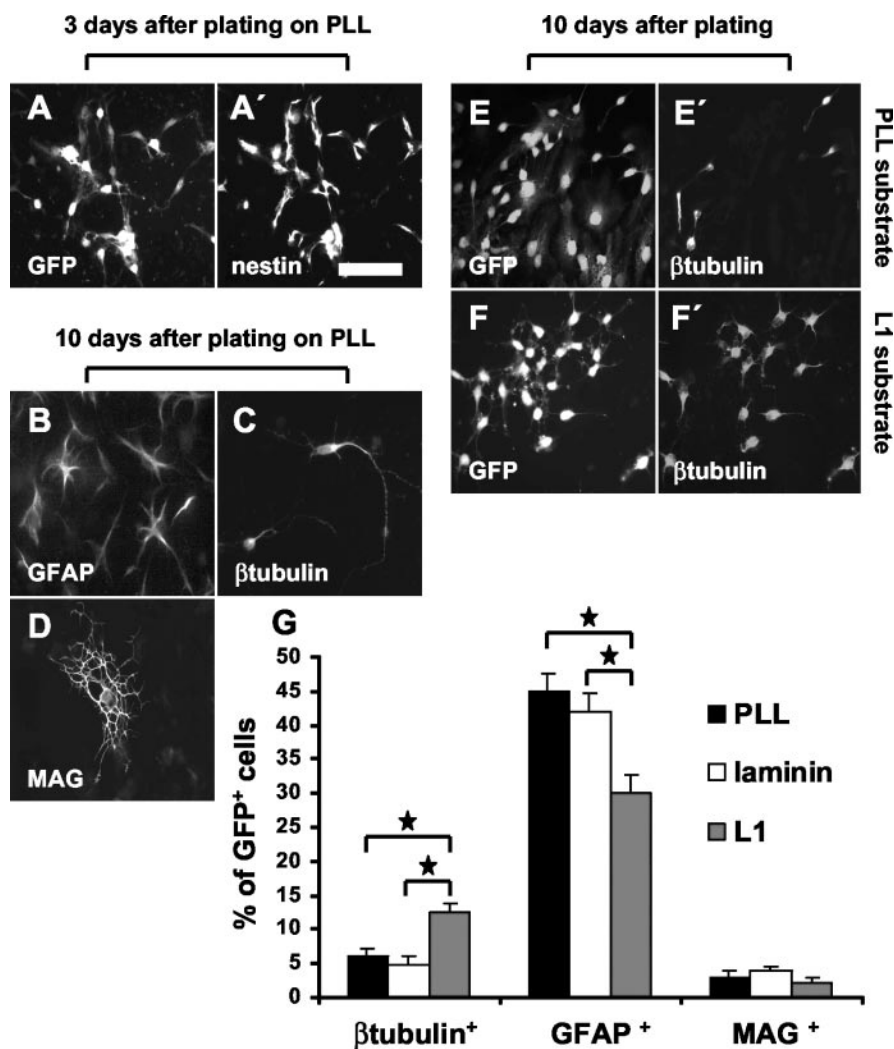 3 days after plating on PLL
10 days after plating
A
A´
GFP
nestin
E
E´
GFP
βtubulin
PLL substrate
F
F´
GFP
βtubulin
L1 substrate
10 days after plating on PLL
B
C
GFAP
βtubulin
D
MAG
G
% of GFP⁺ cells
50
45
40
35
30
25
20
15
10
5
0
★
★
★
★
PLL
laminin
L1
βtubulin⁺
GFAP ⁺
MAG ⁺